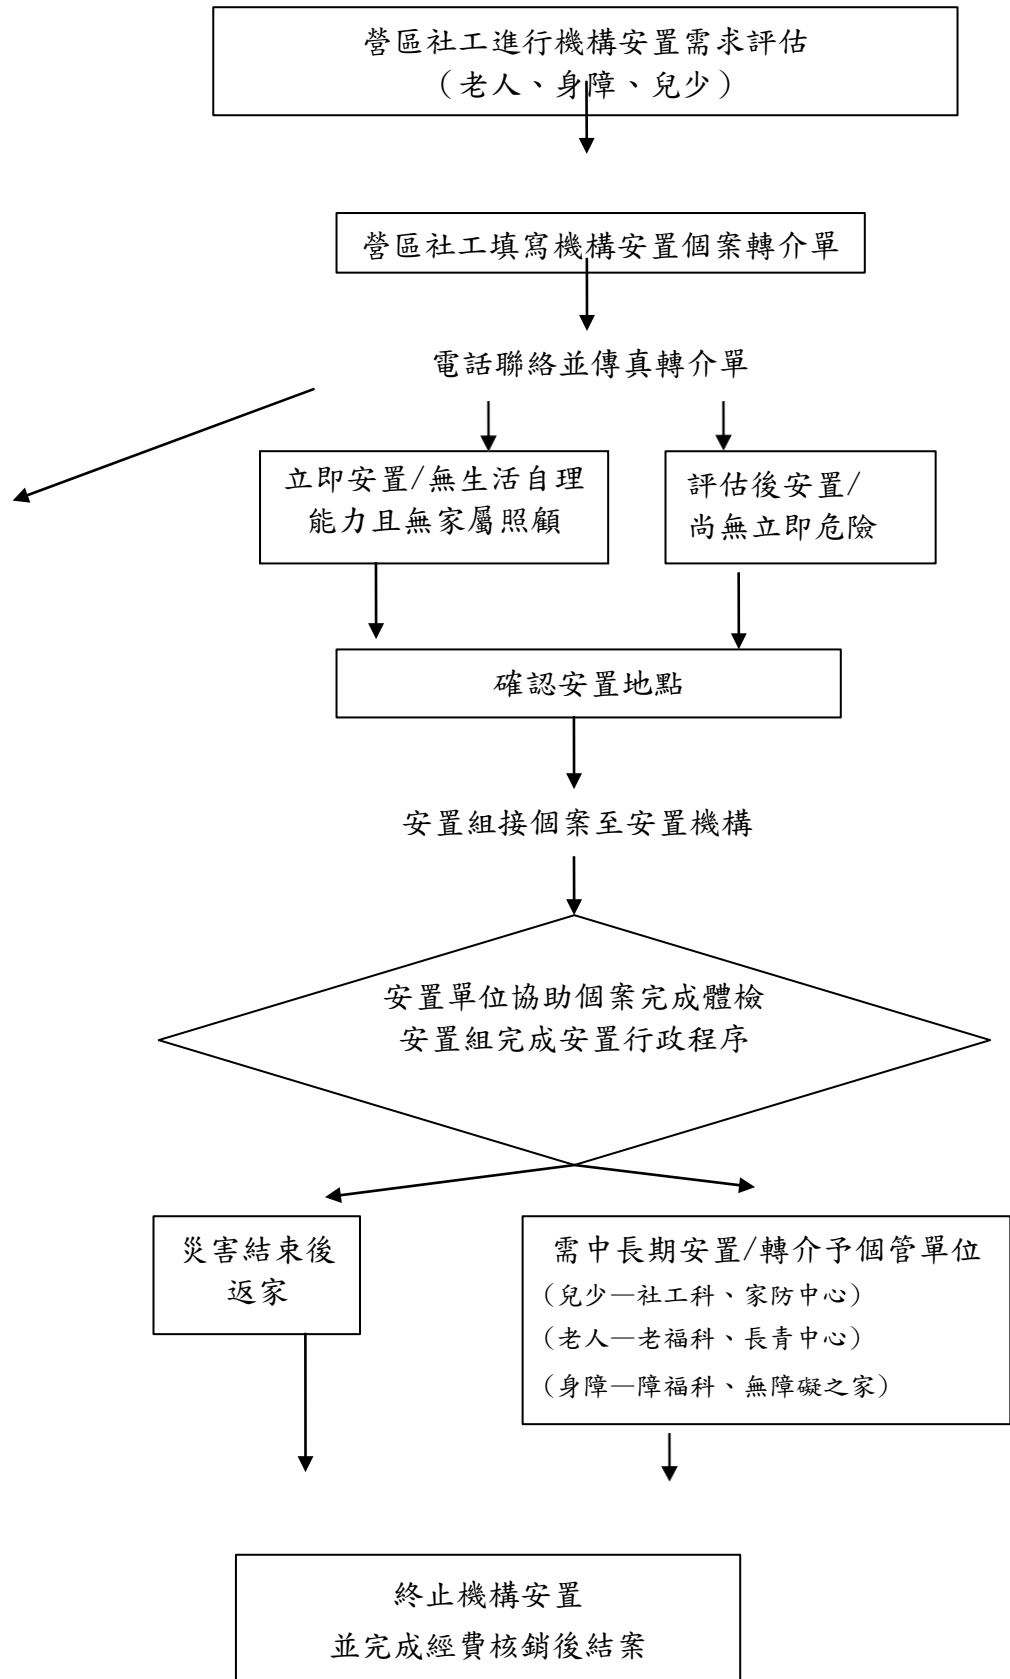 營區社工進行機構安置需求評估
（老人、身障、兒少）
營區社工填寫機構安置個案轉介單
電話聯絡並傳真轉介單
立即安置/無生活自理
能力且無家屬照顧
評估後安置/
尚無立即危險
確認安置地點
安置組接個案至安置機構
安置單位協助個案完成體檢
安置組完成安置行政程序
災害結束後
返家
需中長期安置/轉介予個管單位
（兒少—社工科、家防中心）
（老人—老福科、長青中心）
（身障—障福科、無障礙之家）
終止機構安置
並完成經費核銷後結案